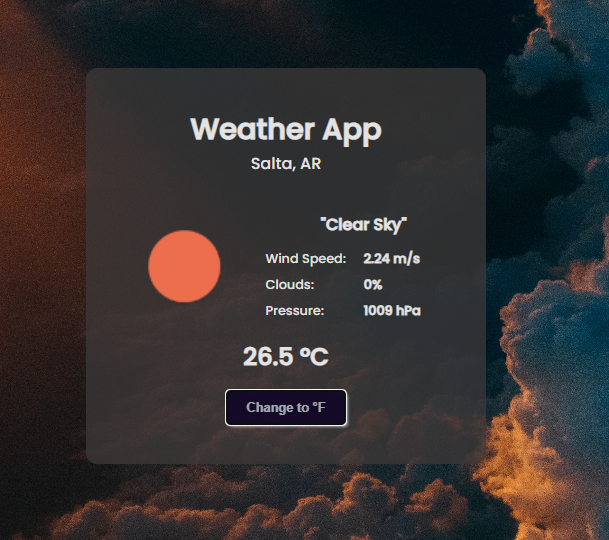 Weather App
Salta, AR
"Clear Sky"
Wind Speed: 2.24 m/s
Clouds: 0%
Pressure: 1009 hPa
26.5 ºC
Change to ºF